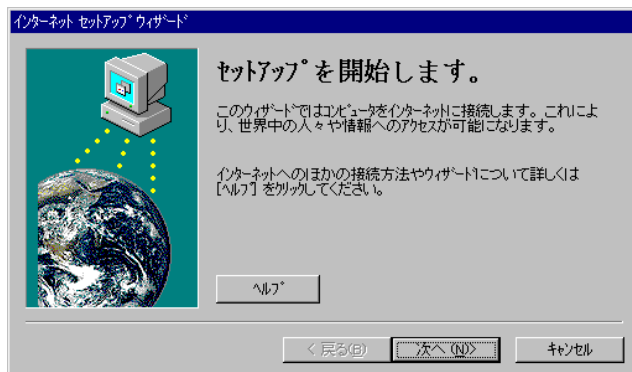 インターネット セットアップ ウィザード
セットアップを開始します。
このウィザードではコンピュータをインターネットに接続します。これによ
り、世界中の人々や情報へのアクセスが可能になります。
インターネットへのほかの接続方法やウィザードについて詳しくは
[ヘルプ] をクリックしてください。
ヘルプ
< 戻る(B)
次へ (N)>
キャンセル